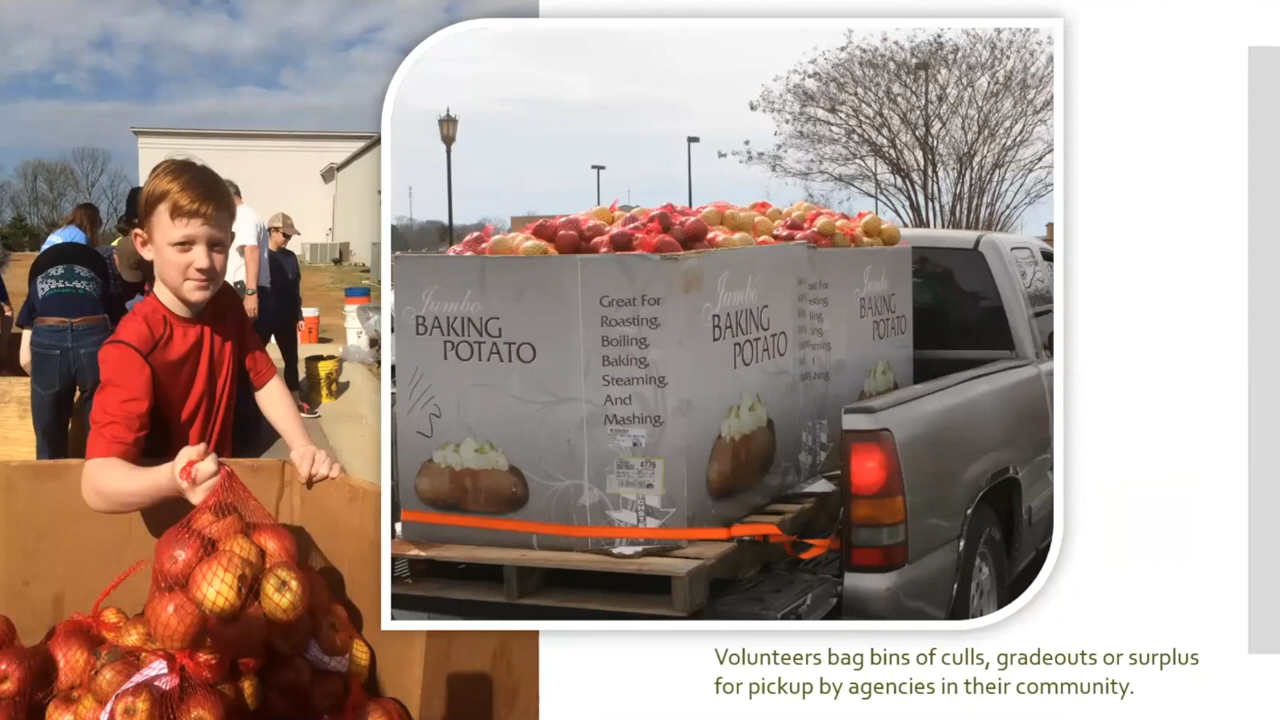 Jumbo
BAKING
POTATO
Great For
Roasting,
Boiling,
Baking,
Steaming,
And
Mashing.
4776
Jumbo
BAKING
POTATO
Jumbo
BAKING
POTATO
Volunteers bag bins of culls, gradeouts or surplus
for pickup by agencies in their community.